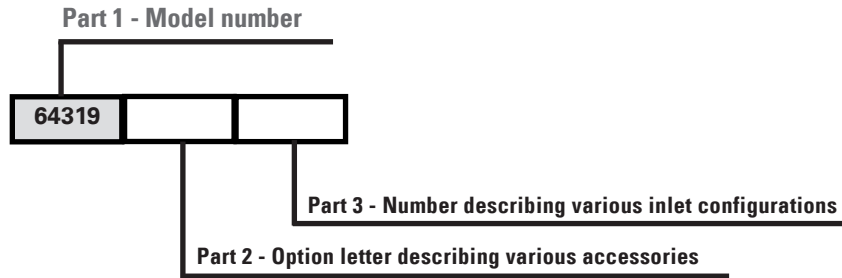 Part 1 - Model number
64319
Part 3 - Number describing various inlet configurations
Part 2 - Option letter describing various accessories